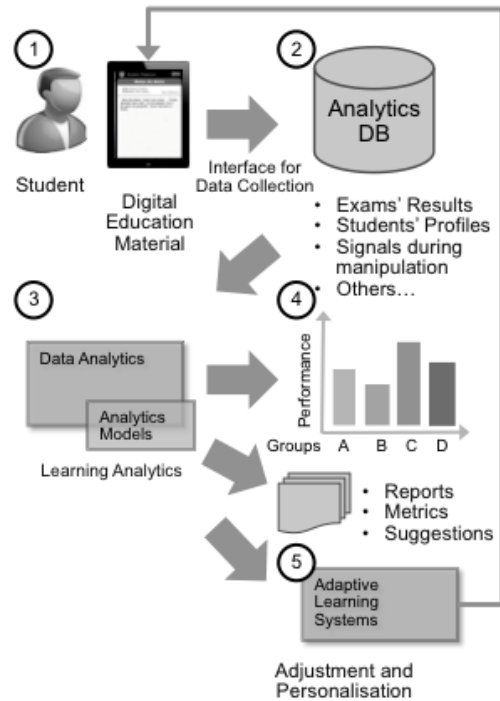 1
Student
Digital
Education
Material
Interface for
Data Collection
2
Analytics
DB
• Exams' Results
• Students' Profiles
• Signals during
manipulation
• Others...
3
Data Analytics
Analytics
Models
Learning Analytics
4
Performance
Groups A B C D
• Reports
• Metrics
• Suggestions
5
Adaptive
Learning
Systems
Adjustment and
Personalisation